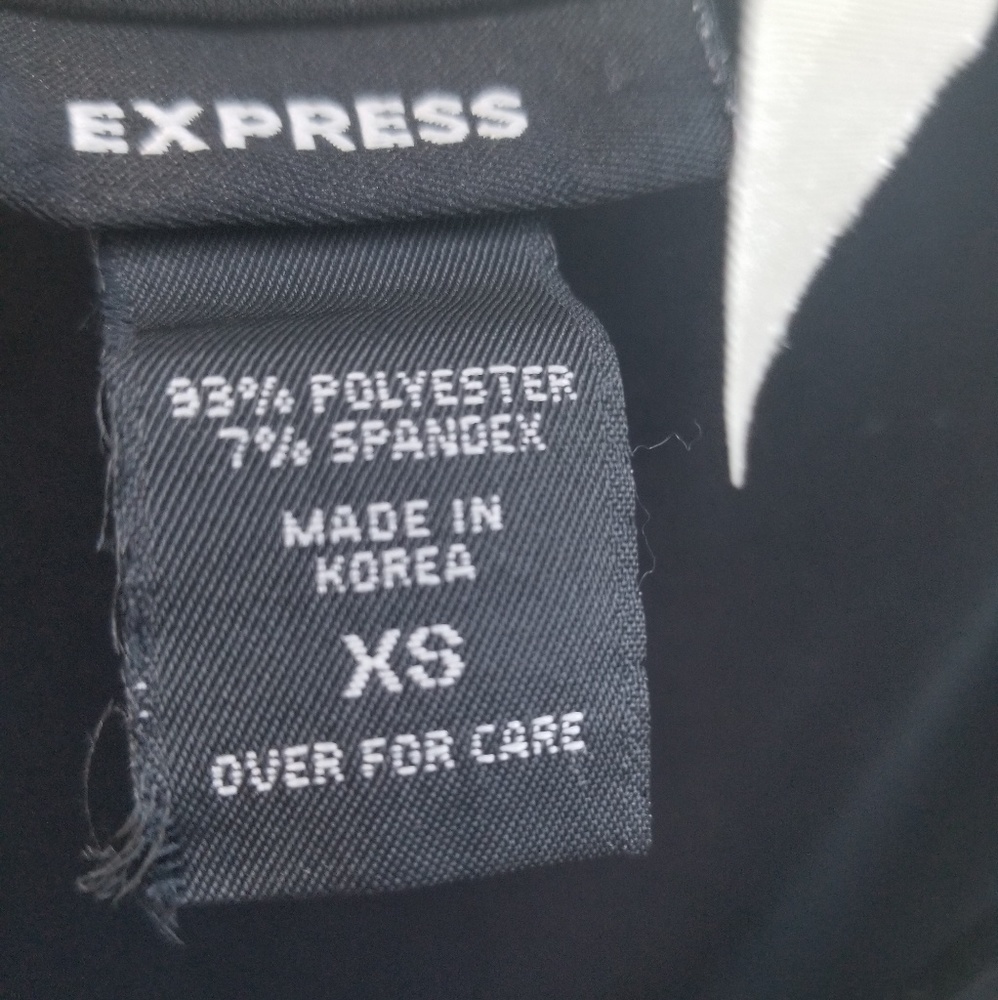 EXPRESS
93% POLYESTER
7% SPANDEX
MADE IN
KOREA
XS
OVER FOR CARE